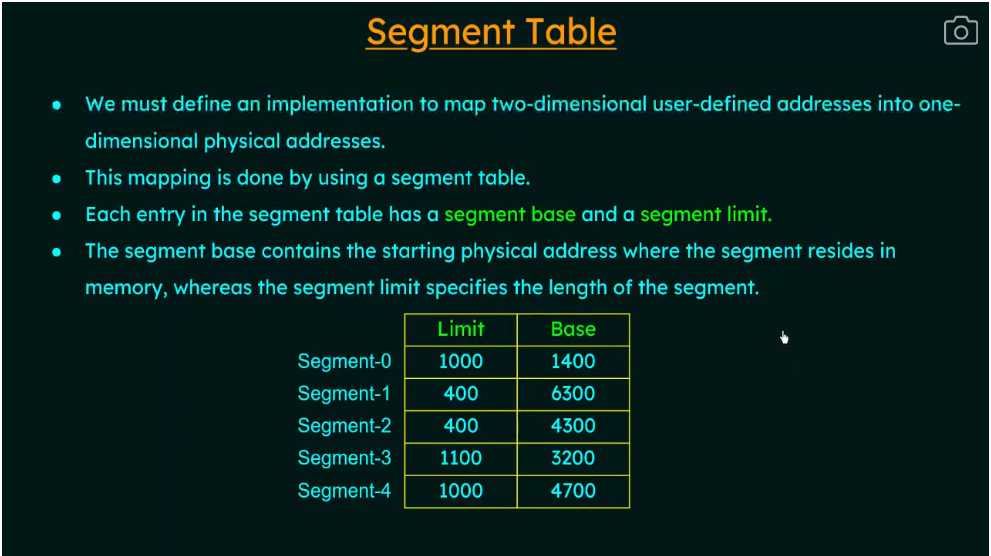 Segment Table
• We must define an implementation to map two-dimensional user-defined addresses into one-
dimensional physical addresses.
• This mapping is done by using a segment table.
• Each entry in the segment table has a segment base and a segment limit.
• The segment base contains the starting physical address where the segment resides in
memory, whereas the segment limit specifies the length of the segment.
Limit Base
Segment-0 1000 1400
Segment-1 400 6300
Segment-2 400 4300
Segment-3 1100 3200
Segment-4 1000 4700